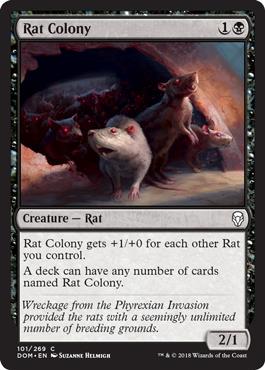 Rat Colony 1
Creature — Rat
Rat Colony gets +1/+0 for each other Rat
you control.
A deck can have any number of cards
named Rat Colony.
Wreckage from the Phyrexian Invasion
provided the rats with a seemingly unlimited
number of breeding grounds.
2/1
101/269 C
DOM • EN SUZANNE HELMIGH ™ & © 2018 Wizards of the Coast